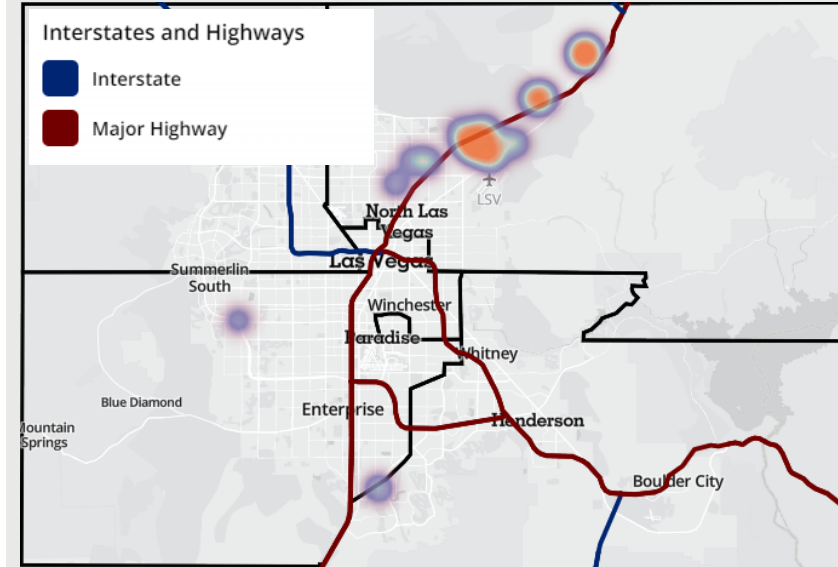 Interstates and Highways
Interstate
Major Highway
LSV
North Las
Vegas
Las Vegas
Summerlin
South
Winchester
Paradise
Whitney
Blue Diamond
Enterprise
Mountain
Springs
Henderson
Boulder City